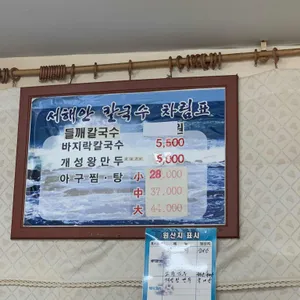 서해안 칼국수 차림표
들깨칼국수 원
바지락칼국수 5,500
개성왕만두 5,000
아구찜·탕 小 28,000
中 37,000
大 44,000
원산지 표시